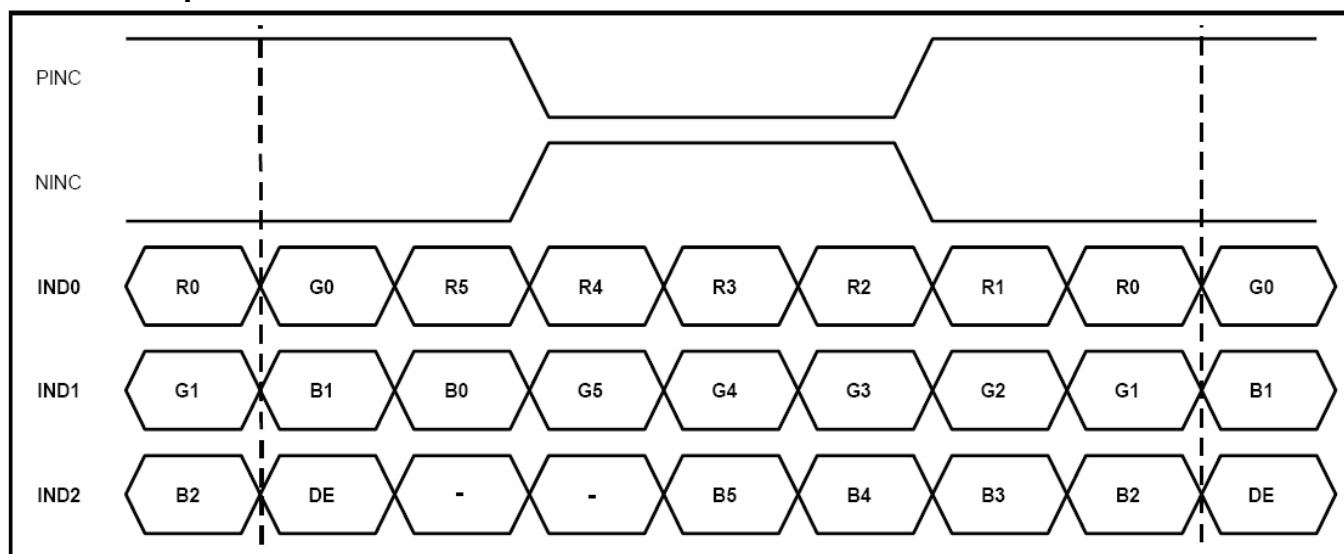 PINC
NINC
IND0 R0 G0 R5 R4 R3 R2 R1 R0 G0
IND1 G1 B1 B0 G5 G4 G3 G2 G1 B1
IND2 B2 DE - - B5 B4 B3 B2 DE